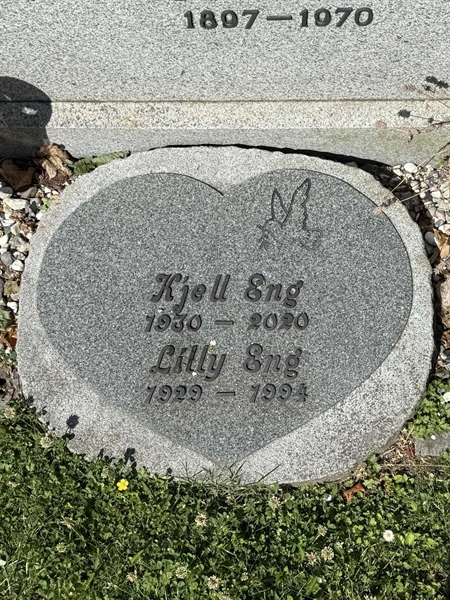 1897 – 1970
Kjell Eng
1930 – 2020
Lilly Eng
1929 – 1994